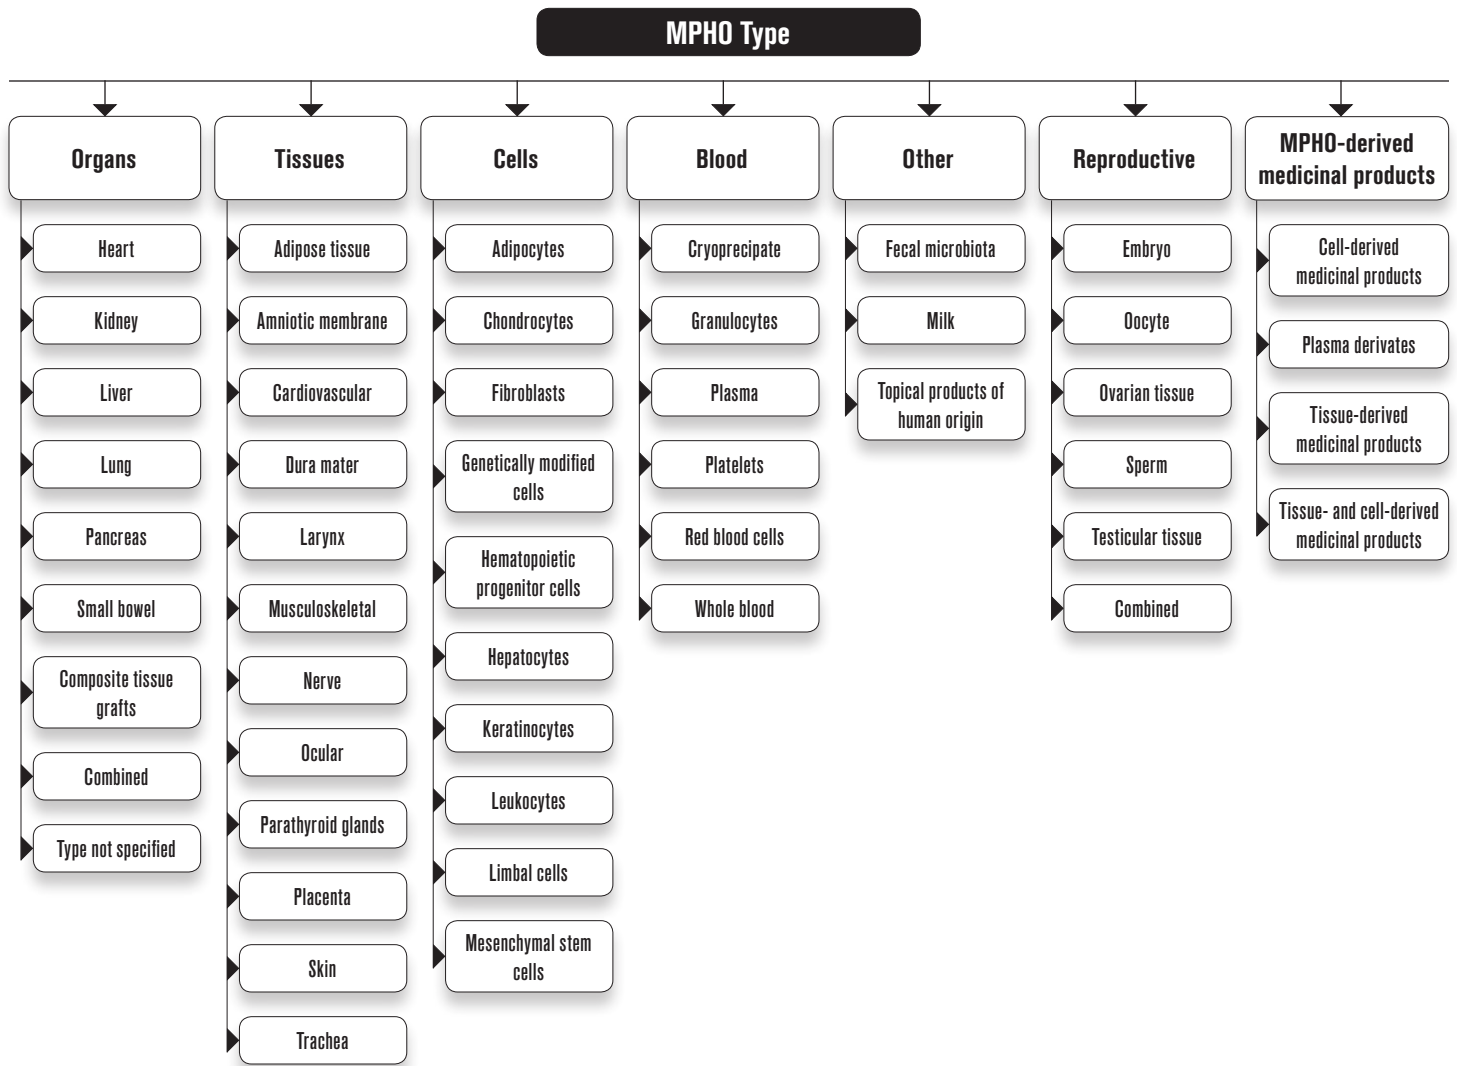 MPHO Type
Organs
Heart
Kidney
Liver
Lung
Pancreas
Small bowel
Composite tissue
grafts
Combined
Type not specified
Tissues
Adipose tissue
Amniotic membrane
Cardiovascular
Dura mater
Larynx
Musculoskeletal
Nerve
Ocular
Parathyroid glands
Placenta
Skin
Trachea
Cells
Adipocytes
Chondrocytes
Fibroblasts
Genetically modified
cells
Hematopoietic
progenitor cells
Hepatocytes
Keratinocytes
Leukocytes
Limbal cells
Mesenchymal stem
cells
Blood
Cryoprecipate
Granulocytes
Plasma
Platelets
Red blood cells
Whole blood
Other
Fecal microbiota
Milk
Topical products of
human origin
Reproductive
Embryo
Oocyte
Ovarian tissue
Sperm
Testicular tissue
Combined
MPHO-derived
medicinal products
Cell-derived
medicinal products
Plasma derivates
Tissue-derived
medicinal products
Tissue- and cell-derived
medicinal products